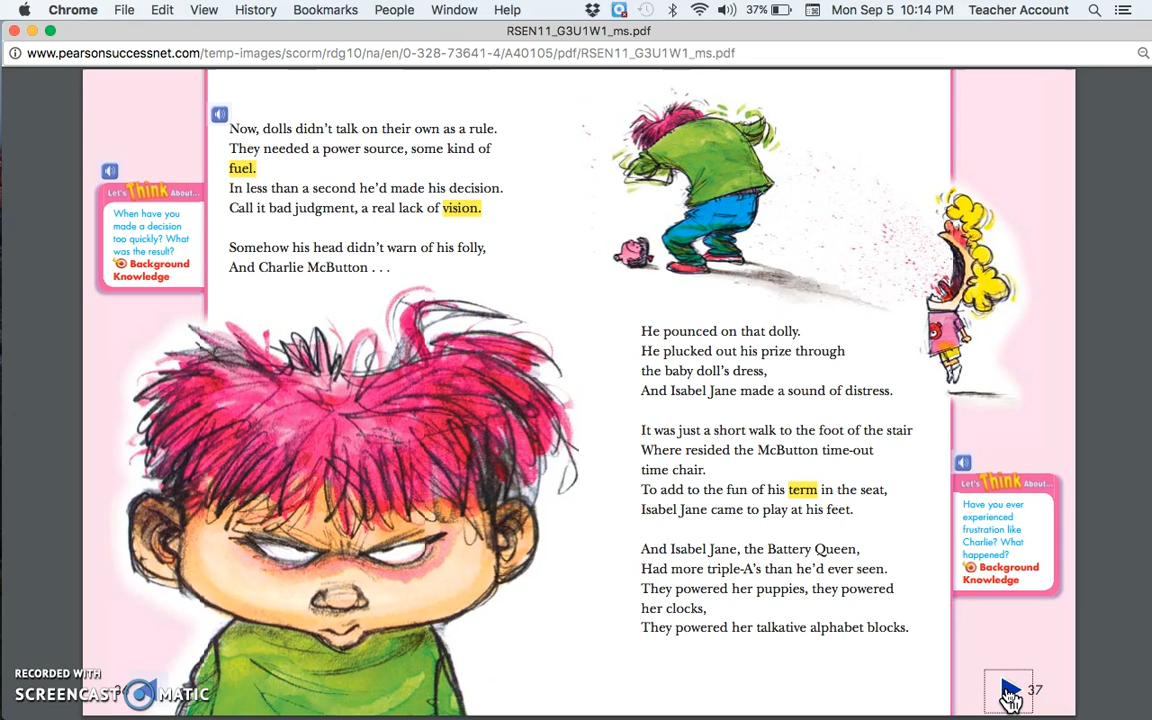 Chrome File Edit View History Bookmarks People Window Help 37% Mon Sep 5 10:14 PM Teacher Account
RSEN11_G3U1W1_ms.pdf
www.pearsonsuccessnet.com/temp-images/scorm/rdg10/na/en/0-328-73641-4/A40105/pdf/RSEN11_G3U1W1_ms.pdf
Now, dolls didn't talk on their own as a rule.
They needed a power source, some kind of
fuel.
In less than a second he'd made his decision.
Call it bad judgment, a real lack of vision.
Somehow his head didn't warn of his folly,
And Charlie McButton . . .
Let's Think About...
When have you
made a decision
too quickly? What
was the result?
Background
Knowledge
He pounced on that dolly.
He plucked out his prize through
the baby doll's dress,
And Isabel Jane made a sound of distress.
It was just a short walk to the foot of the stair
Where resided the McButton time-out
time chair.
To add to the fun of his term in the seat,
Isabel Jane came to play at his feet.
And Isabel Jane, the Battery Queen,
Had more triple-A's than he'd ever seen.
They powered her puppies, they powered
her clocks,
They powered her talkative alphabet blocks.
Let's Think About...
Have you ever
experienced
frustration like
Charlie? What
happened?
Background
Knowledge
RECORDED WITH
SCREENCAST MATIC
37